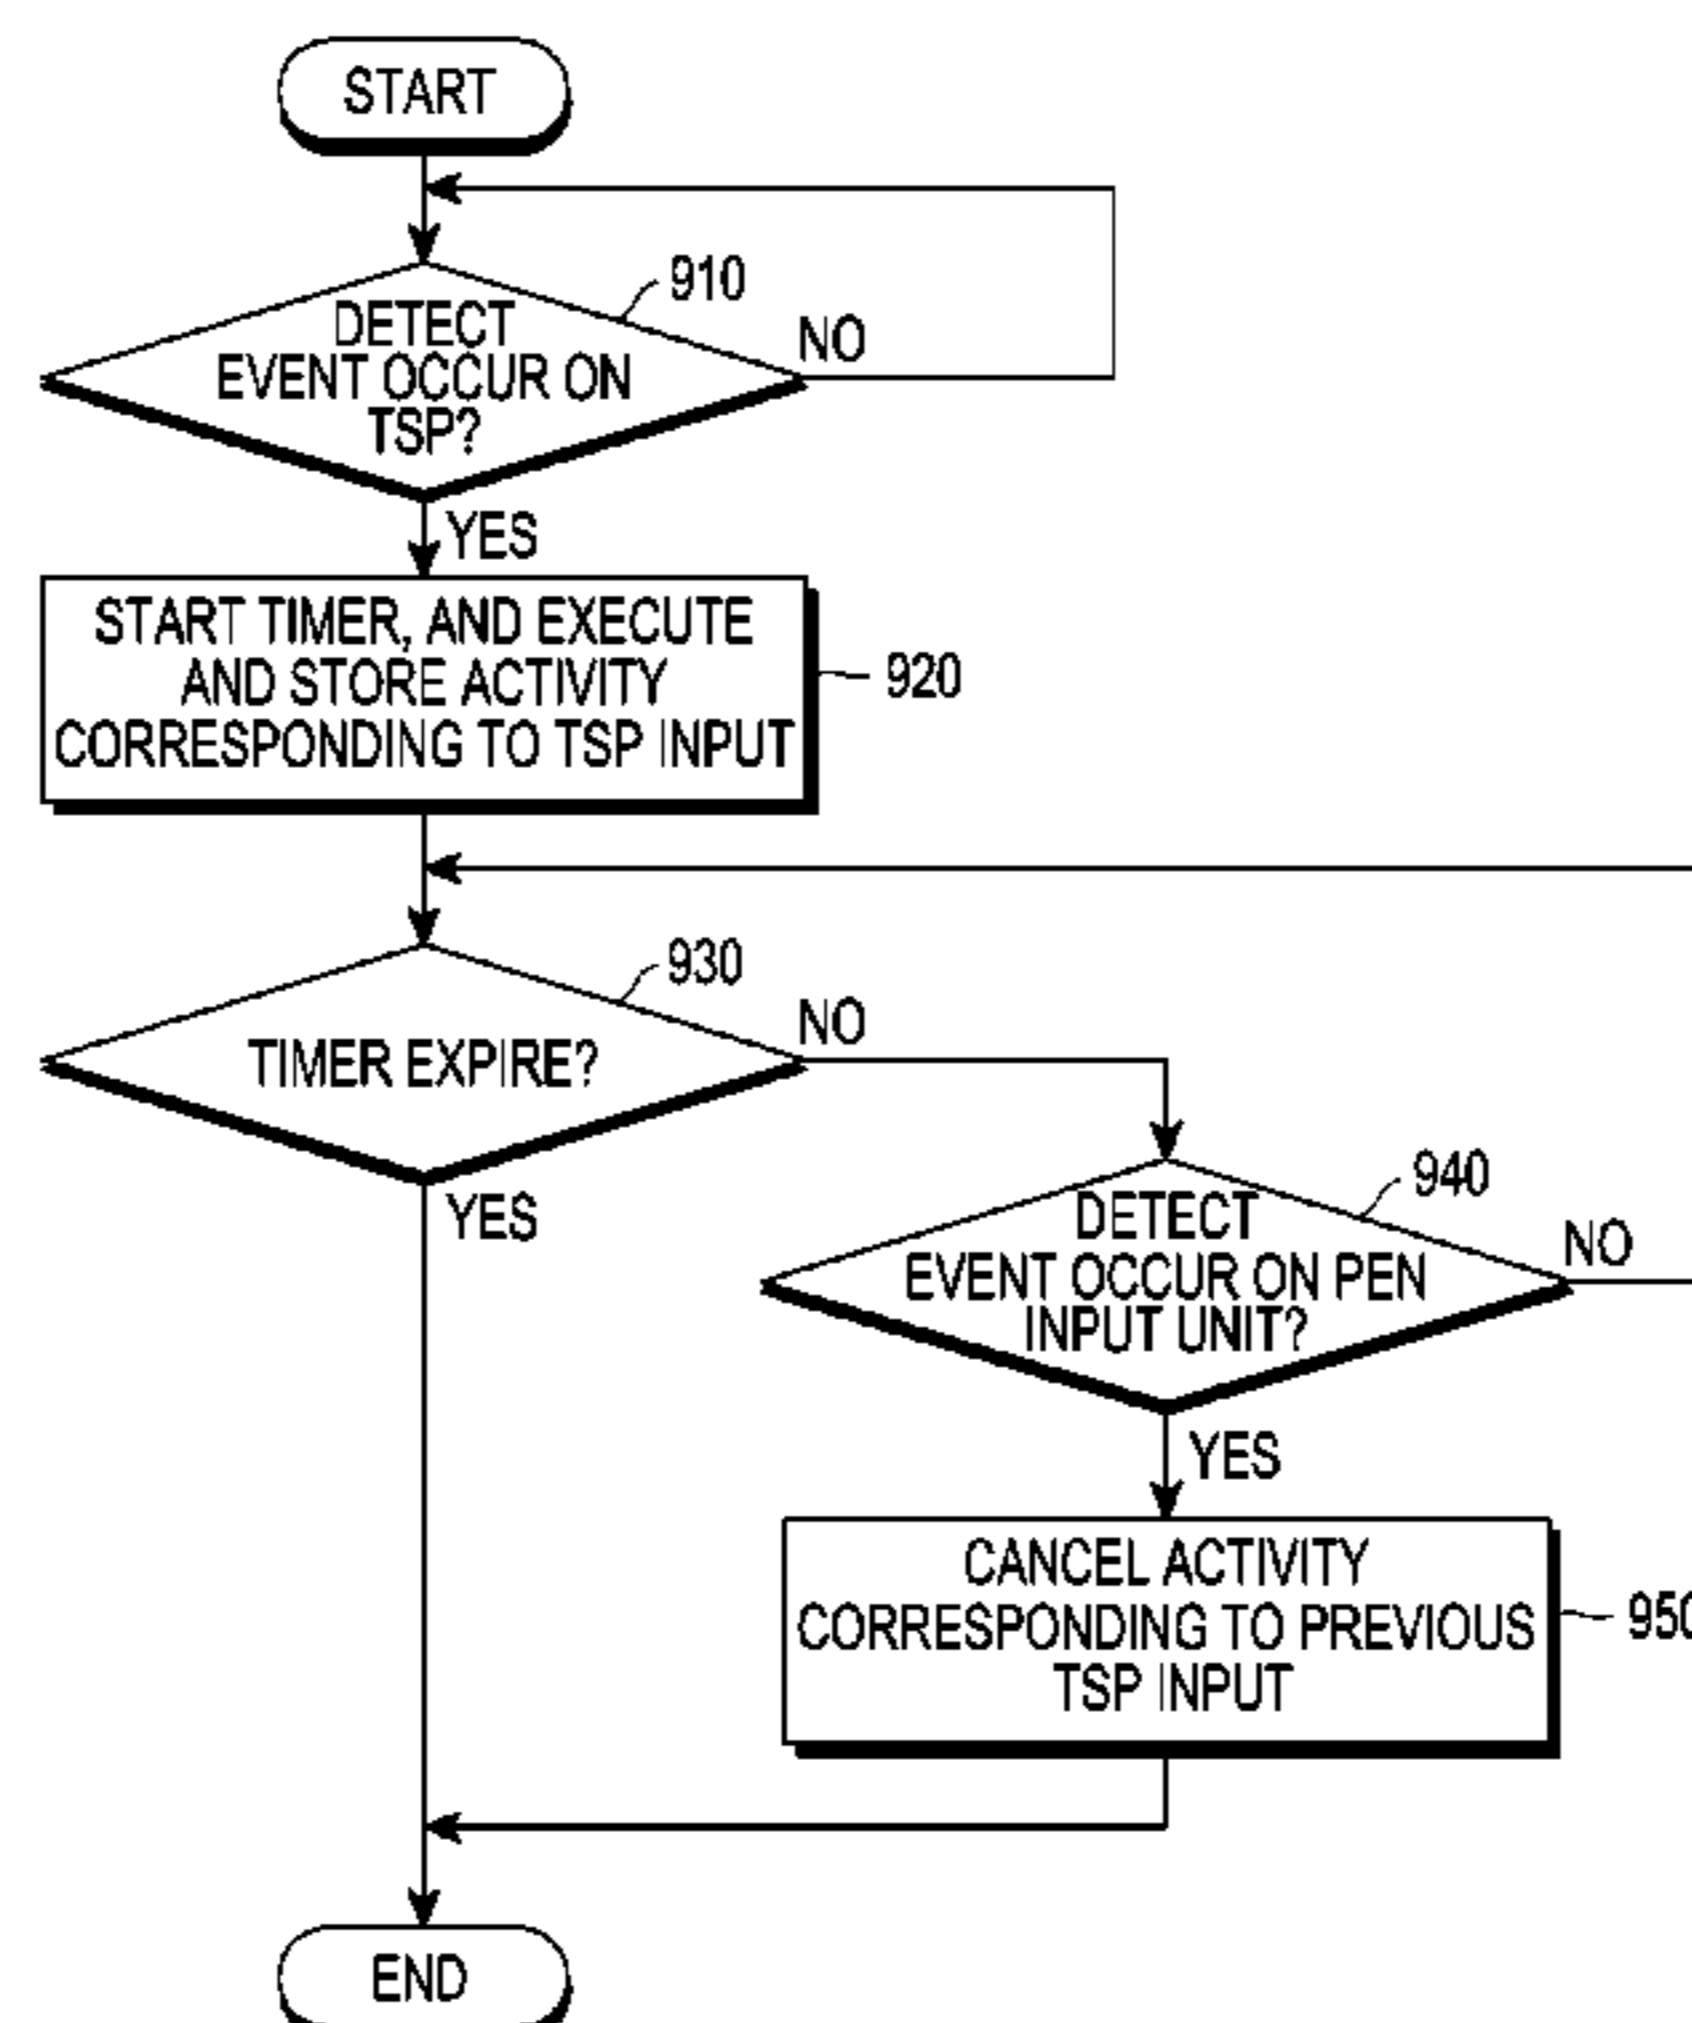 START
910
DETECT
EVENT OCCUR ON
TSP?
NO
YES
START TIMER, AND EXECUTE
AND STORE ACTIVITY
CORRESPONDING TO TSP INPUT
920
930
TIMER EXPIRE?
NO
YES
940
DETECT
EVENT OCCUR ON PEN
INPUT UNIT?
NO
YES
CANCEL ACTIVITY
CORRESPONDING TO PREVIOUS
TSP INPUT
950
END